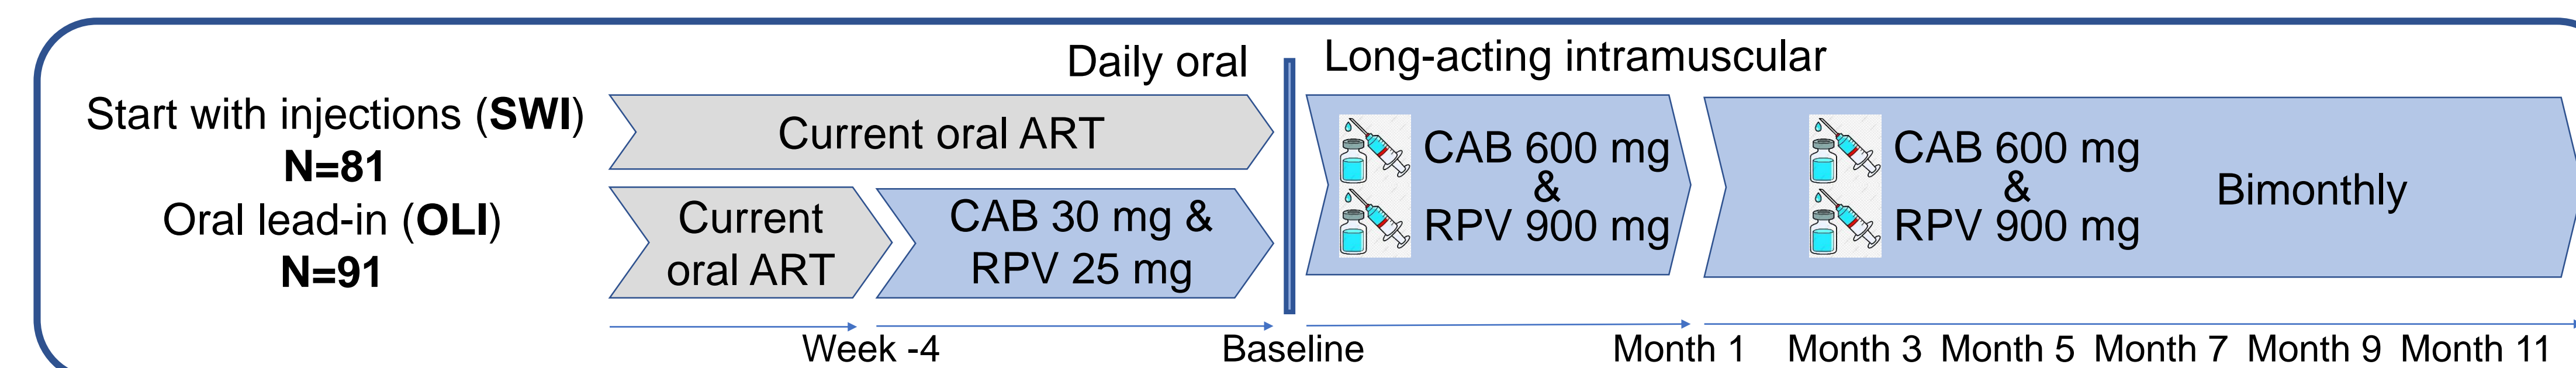 Daily oral
Long-acting intramuscular
Start with injections (SWI)
N=81
Oral lead-in (OLI)
N=91
Current oral ART
Current
oral ART
CAB 30 mg &
RPV 25 mg
CAB 600 mg
&
RPV 900 mg
CAB 600 mg
&
RPV 900 mg
Bimonthly
Week -4
Baseline
Month 1
Month 3
Month 5
Month 7
Month 9
Month 11